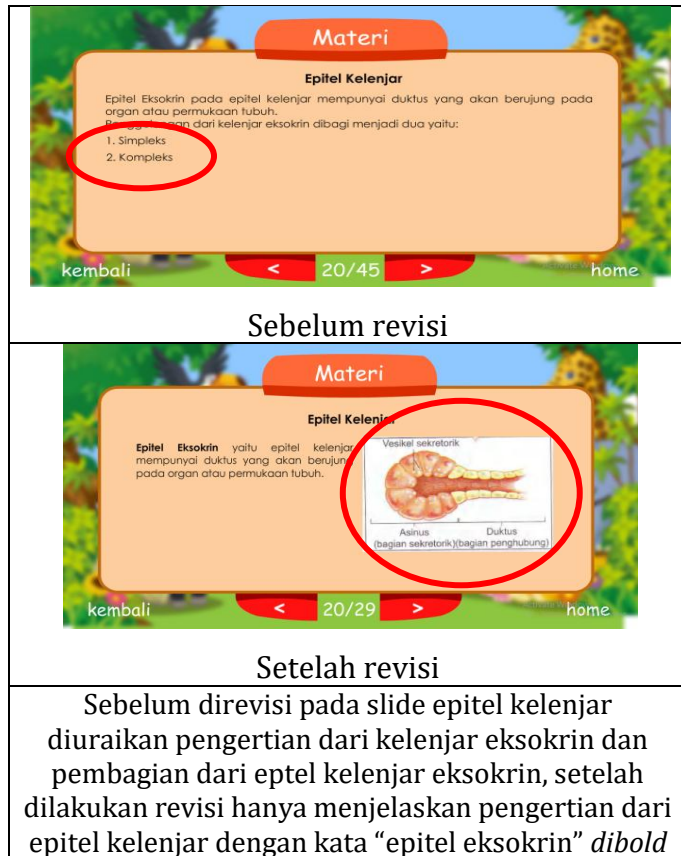 Materi
Epitel Kelenjar
Epitel Eksokrin pada epitel kelenjar mempunyai duktus yang akan berujung pada
organ atau permukaan tubuh.
dari kelenjar eksokrin dibagi menjadi dua yaitu:
1. Simpleks
2. Kompleks
kembali
< 20/45 >
home
Sebelum revisi
Materi
Epitel Kelenjar
Epitel Eksokrin yaitu epitel kelenjar
mempunyai duktus yang akan berujung
pada organ atau permukaan tubuh.
Vesikel sekretorik
Asinus Duktus
(bagian sekretorik)(bagian penghubung)
kembali
< 20/29 >
home
Setelah revisi
Sebelum direvisi pada slide epitel kelenjar
diuraikan pengertian dari kelenjar eksokrin dan
pembagian dari eptel kelenjar eksokrin, setelah
dilakukan revisi hanya menjelaskan pengertian dari
epitel kelenjar dengan kata “epitel eksokrin” dibold